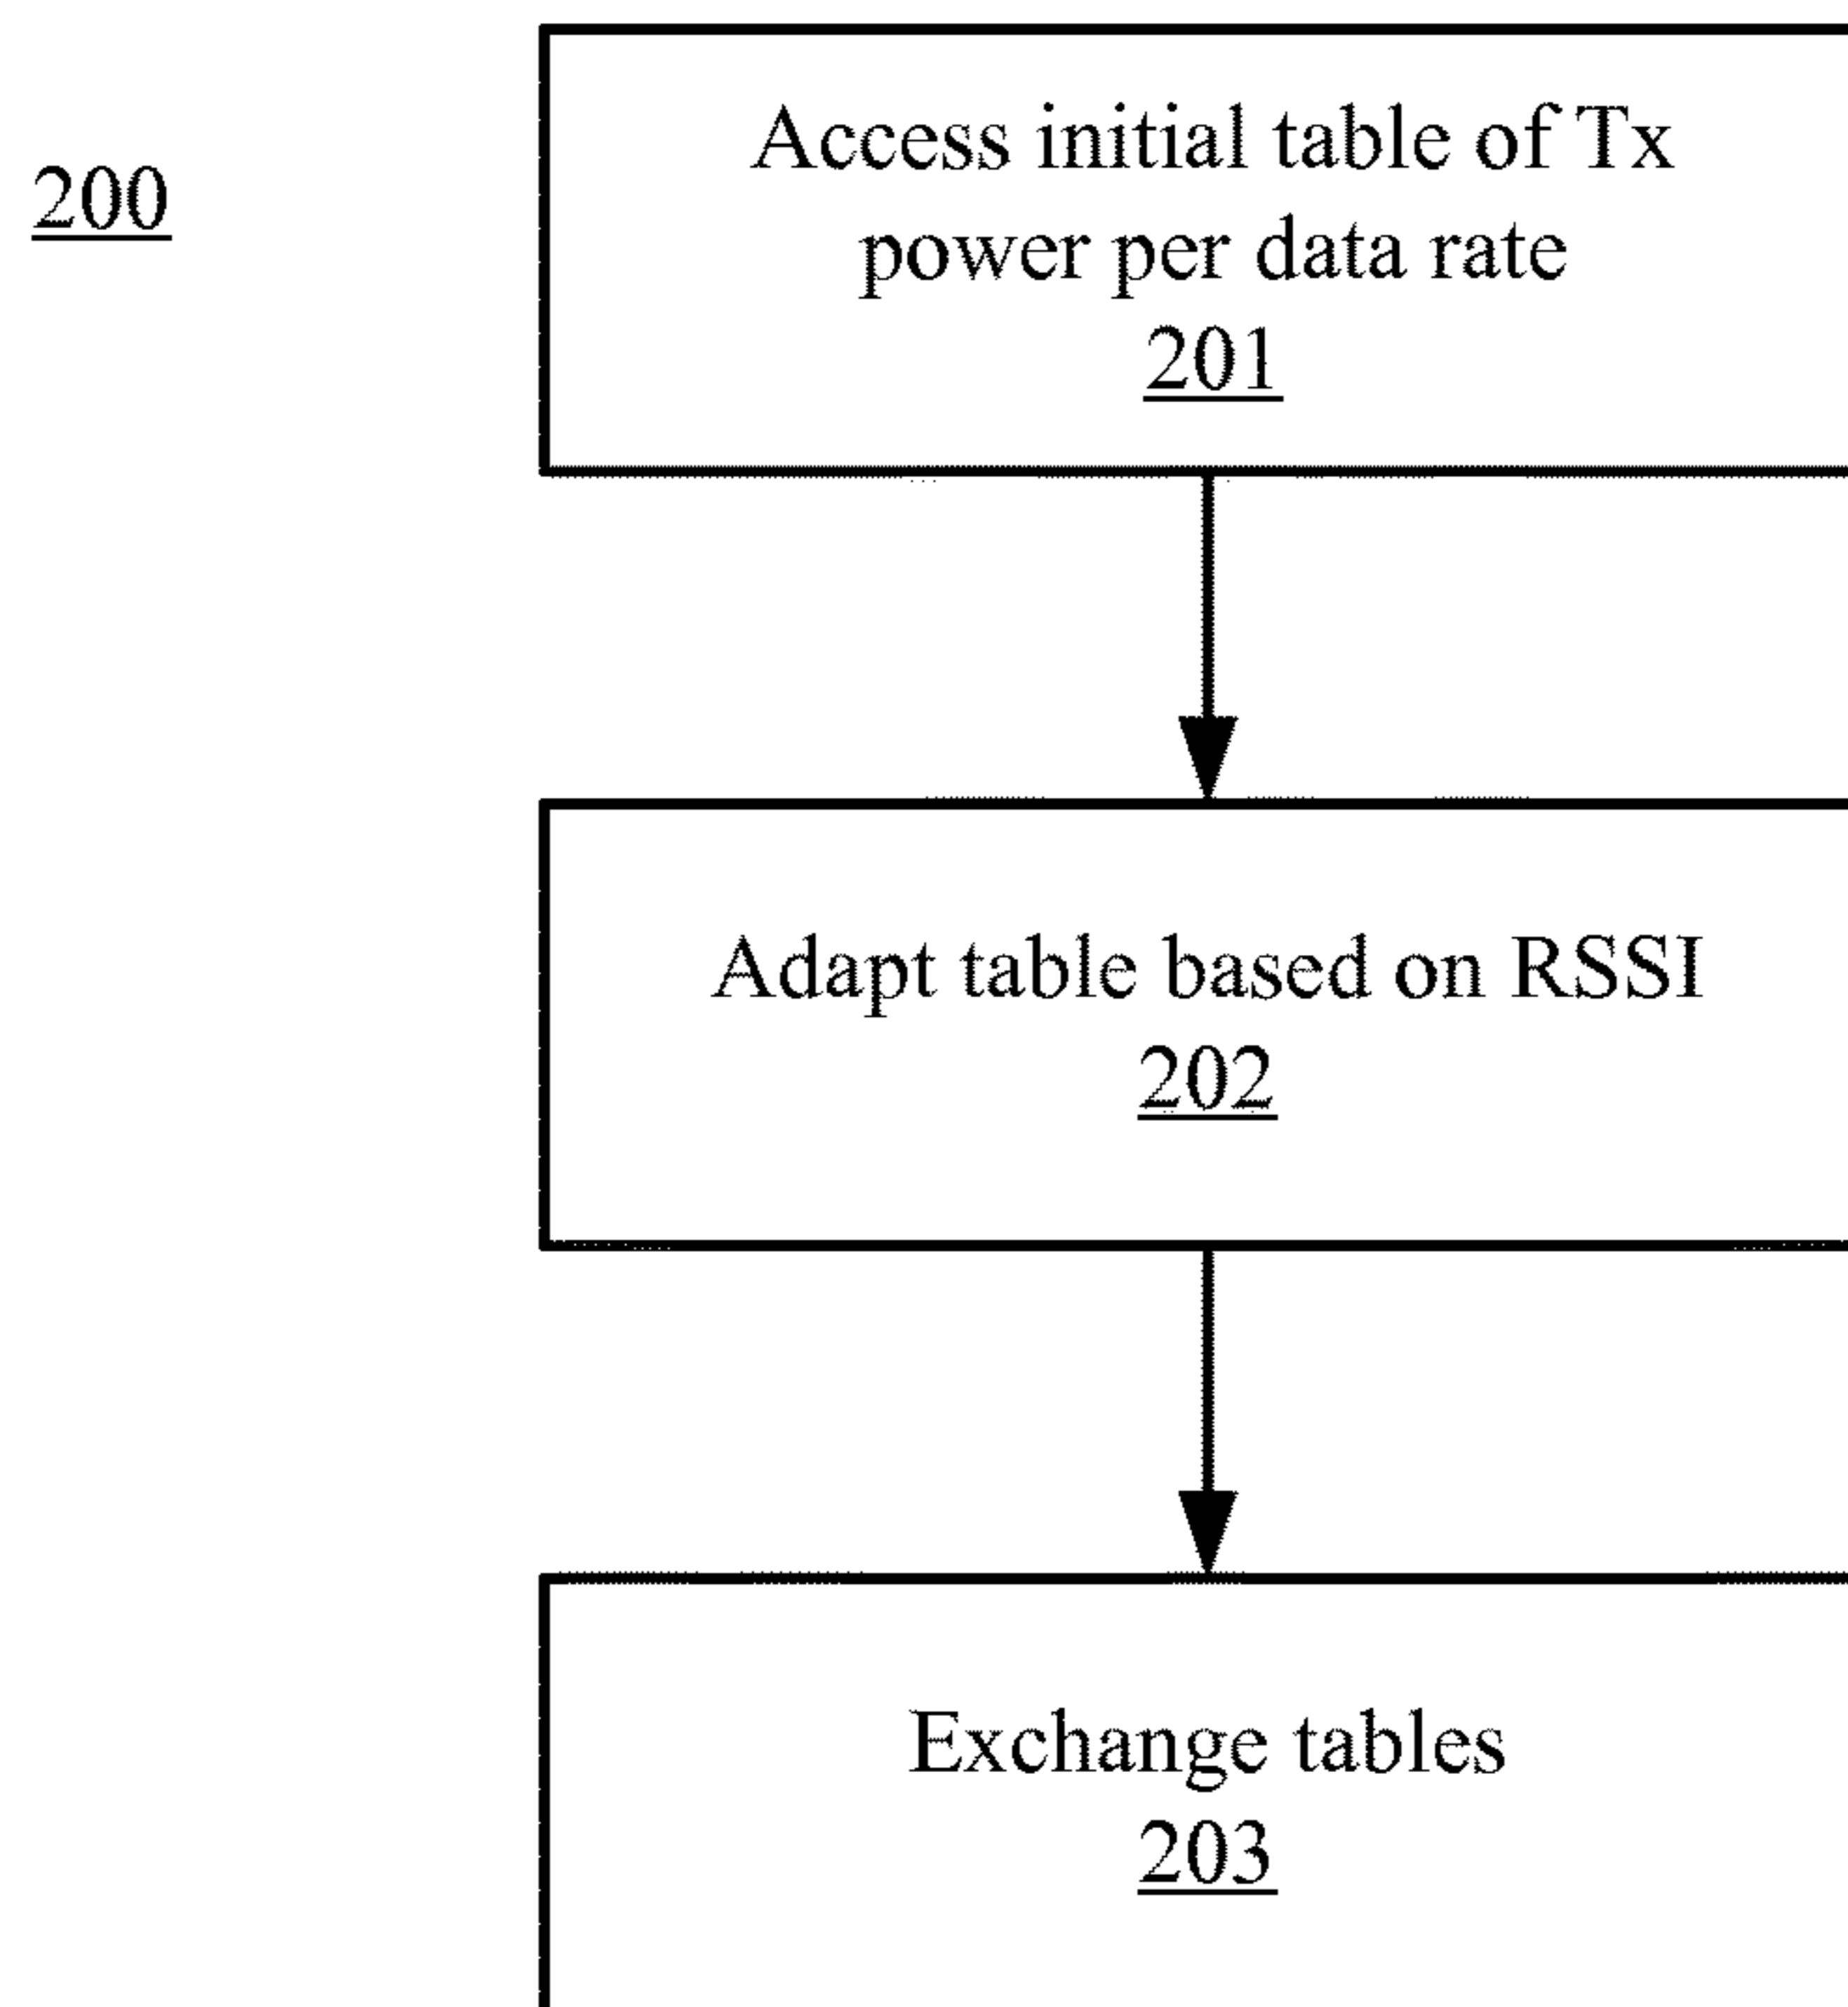 200
Access initial table of Tx
power per data rate
201
Adapt table based on RSSI
202
Exchange tables
203